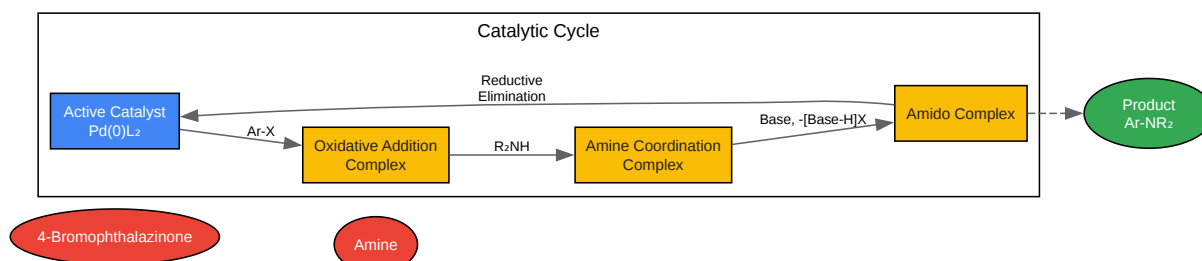 Catalytic Cycle
Reductive
Elimination
Active Catalyst
Pd(0)L₂
Ar-X
Oxidative Addition
Complex
R₂NH
Amine Coordination
Complex
Base, -[Base-H]X
Amido Complex
Product
Ar-NR₂
4-Bromophthalazinone
Amine